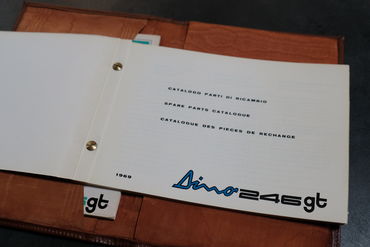 CATALOGO PARTI DI RICAMBIO
SPARE PARTS CATALOGUE
CATALOGUE DES PIECES DE RECHANGE
1969
Dino 246 gt
gt